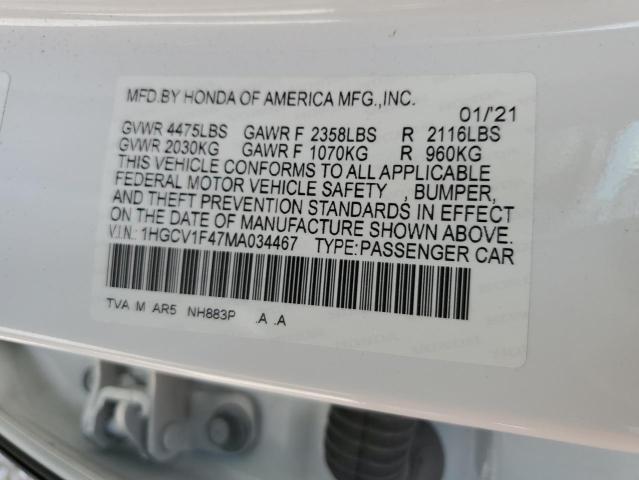 MFD.BY HONDA OF AMERICA MFG.,INC.
01/'21
GVWR 4475LBS GAWR F 2358LBS R 2116LBS
GVWR 2030KG GAWR F 1070KG R 960KG
THIS VEHICLE CONFORMS TO ALL APPLICABLE
FEDERAL MOTOR VEHICLE SAFETY , BUMPER,
AND THEFT PREVENTION STANDARDS IN EFFECT
ON THE DATE OF MANUFACTURE SHOWN ABOVE.
V.I.N.: 1HGCV1F47MA034467 TYPE:PASSENGER CAR
TVA M AR5 NH883P .A .A